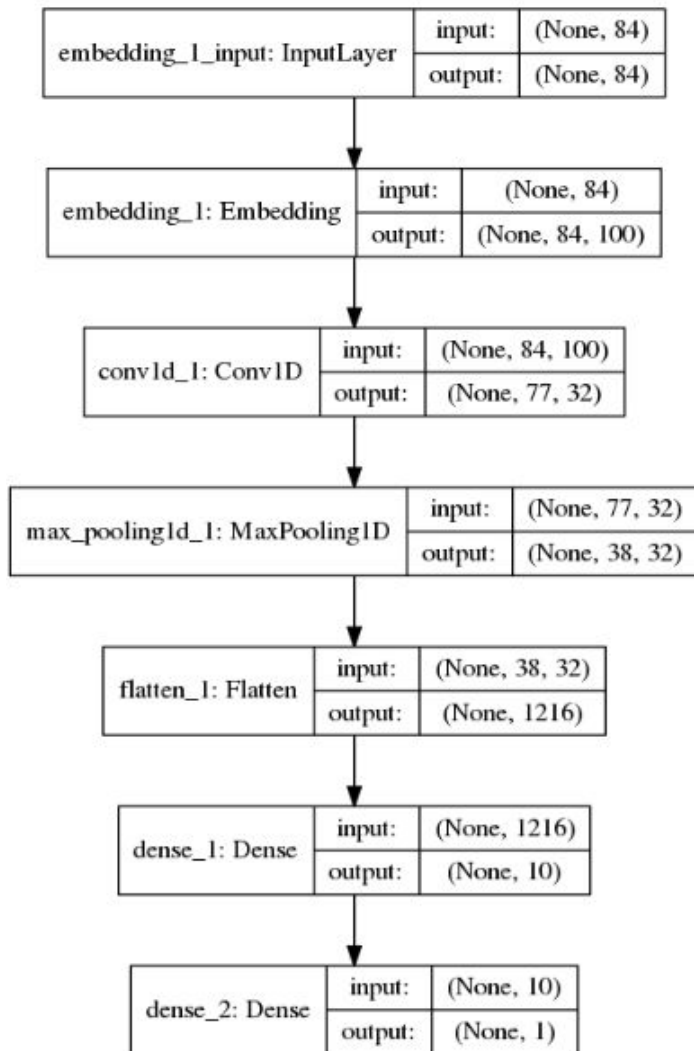 embedding_1_input: InputLayer
input: (None, 84)
output: (None, 84)
embedding_1: Embedding
input: (None, 84)
output: (None, 84, 100)
conv1d_1: Conv1D
input: (None, 84, 100)
output: (None, 77, 32)
max_pooling1d_1: MaxPooling1D
input: (None, 77, 32)
output: (None, 38, 32)
flatten_1: Flatten
input: (None, 38, 32)
output: (None, 1216)
dense_1: Dense
input: (None, 1216)
output: (None, 10)
dense_2: Dense
input: (None, 10)
output: (None, 1)